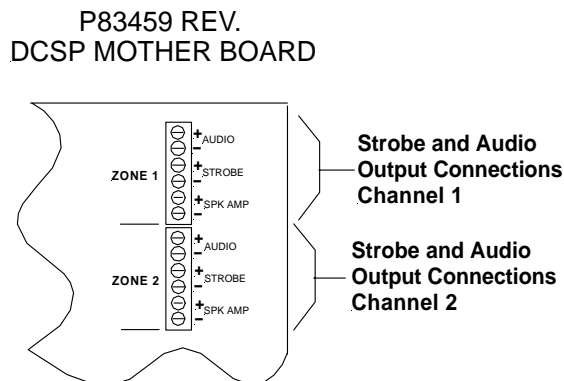 P83459 REV.
DCSP MOTHER BOARD
ZONE 1
+
AUDIO
-
+
STROBE
-
+
SPK AMP
-
Strobe and Audio
Output Connections
Channel 1
ZONE 2
+
AUDIO
-
+
STROBE
-
+
SPK AMP
-
Strobe and Audio
Output Connections
Channel 2